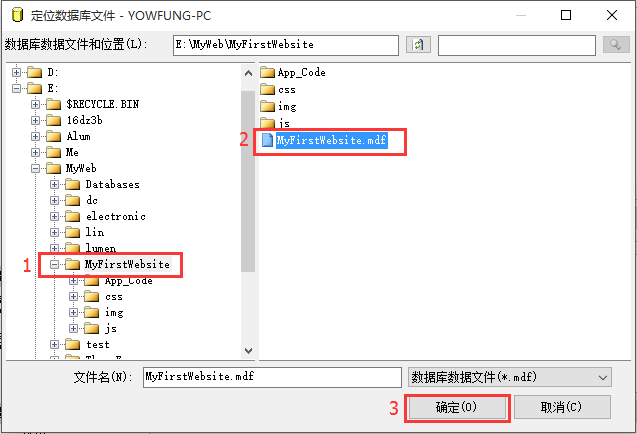 定位数据库文件 - YOWFUNG-PC
数据库数据文件和位置(L):
E:\MyWeb\MyFirstWebsite
D:
E:
$RECYCLE.BIN
16dz3b
Alum
Me
MyWeb
Databases
dc
electronic
lin
lumen
1
MyFirstWebsite
App_Code
css
img
js
test
App_Code
css
img
js
2
MyFirstWebsite.mdf
文件名(N):
MyFirstWebsite.mdf
数据库数据文件(*.mdf)
3
确定(O)
取消(C)